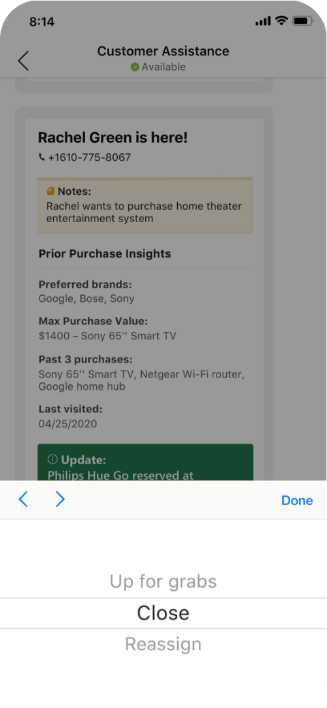 8:14
Customer Assistance
Available
Rachel Green is here!
+1610-775-8067
Notes:
Rachel wants to purchase home theater
entertainment system
Prior Purchase Insights
Preferred brands:
Google, Bose, Sony
Max Purchase Value:
$1400 – Sony 65'' Smart TV
Past 3 purchases:
Sony 65'' Smart TV, Netgear Wi-Fi router,
Google home hub
Last visited:
04/25/2020
Update:
Philips Hue Go reserved at
Done
Up for grabs
Close
Reassign